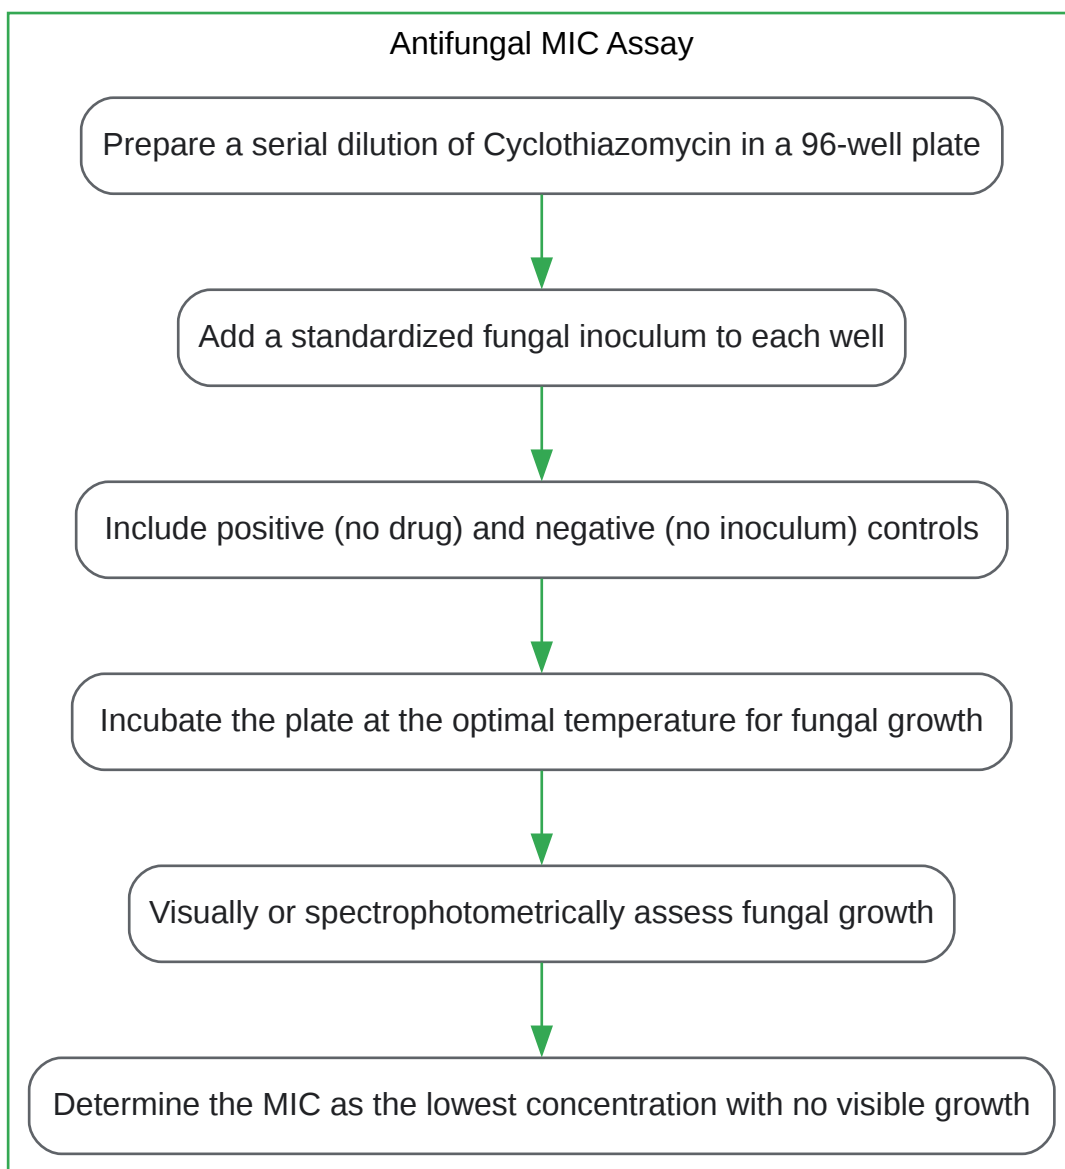 Antifungal MIC Assay
Prepare a serial dilution of Cyclothiazomycin in a 96-well plate
Add a standardized fungal inoculum to each well
Include positive (no drug) and negative (no inoculum) controls
Incubate the plate at the optimal temperature for fungal growth
Visually or spectrophotometrically assess fungal growth
Determine the MIC as the lowest concentration with no visible growth